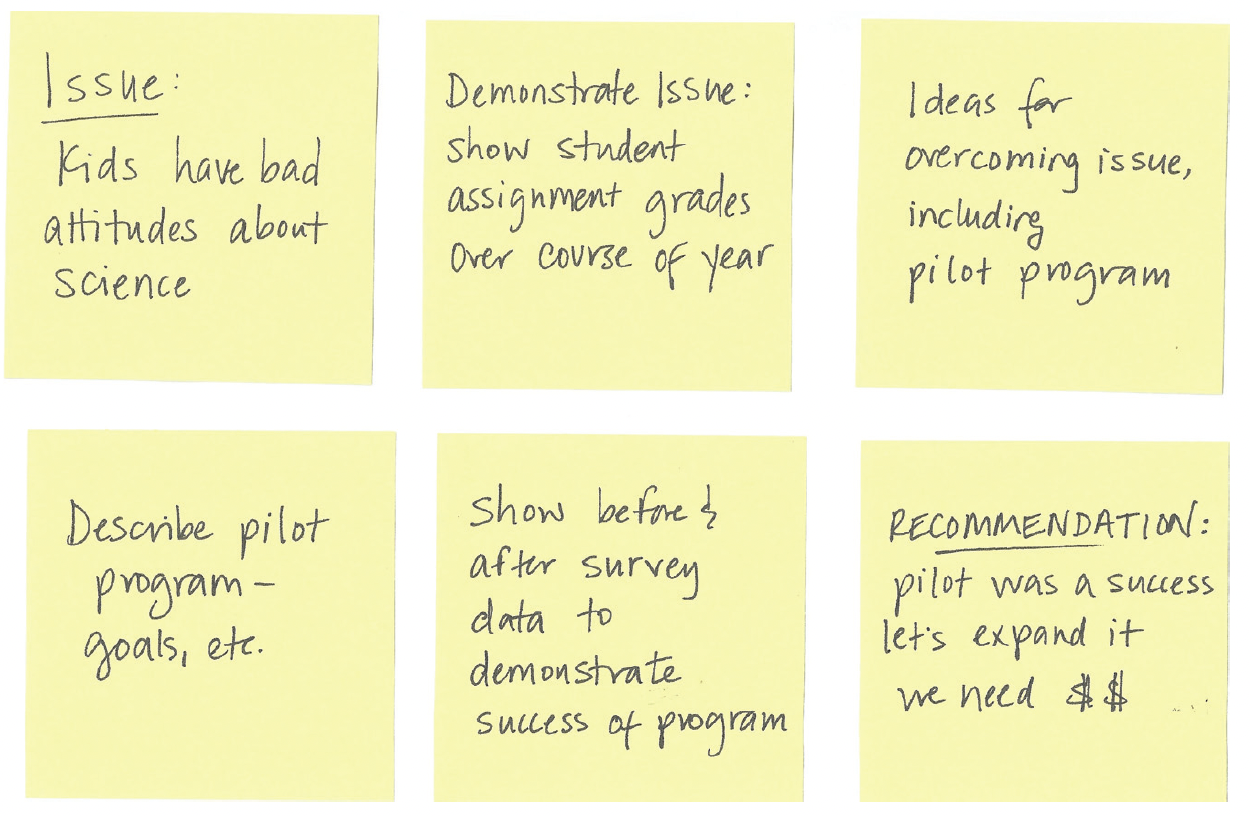 Issue:
Kids have bad
attitudes about
science
Demonstrate Issue:
show student
assignment grades
over course of year
Ideas for
overcoming issue,
including
pilot program
Describe pilot
program –
goals, etc.
Show before &
after survey
data to
demonstrate
success of program
RECOMMENDATION:
pilot was a success
let's expand it
we need $$